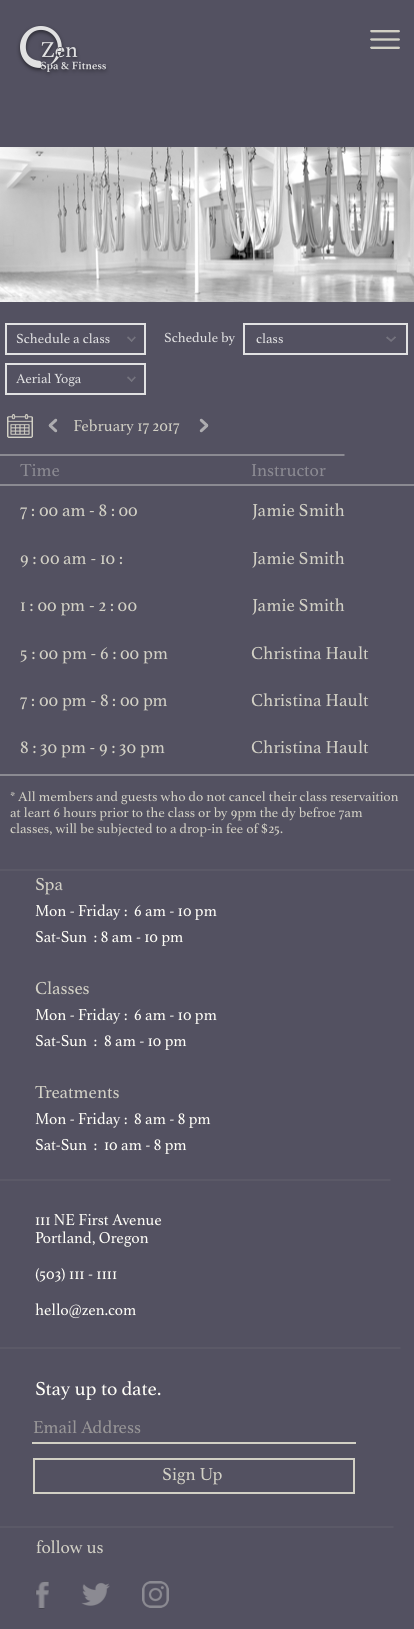 Zen
Spa & Fitness
Schedule a class
Schedule by
class
Aerial Yoga
February 17 2017
Time Instructor
7 : 00 am - 8 : 00 Jamie Smith
9 : 00 am - 10 : Jamie Smith
1 : 00 pm - 2 : 00 Jamie Smith
5 : 00 pm - 6 : 00 pm Christina Hault
7 : 00 pm - 8 : 00 pm Christina Hault
8 : 30 pm - 9 : 30 pm Christina Hault
* All members and guests who do not cancel their class reservaition
at leart 6 hours prior to the class or by 9pm the dy befroe 7am
classes, will be subjected to a drop-in fee of $25.
Spa
Mon - Friday : 6 am - 10 pm
Sat-Sun : 8 am - 10 pm
Classes
Mon - Friday : 6 am - 10 pm
Sat-Sun : 8 am - 10 pm
Treatments
Mon - Friday : 8 am - 8 pm
Sat-Sun : 10 am - 8 pm
111 NE First Avenue
Portland, Oregon
(503) 111 - 1111
hello@zen.com
Stay up to date.
Email Address
Sign Up
follow us